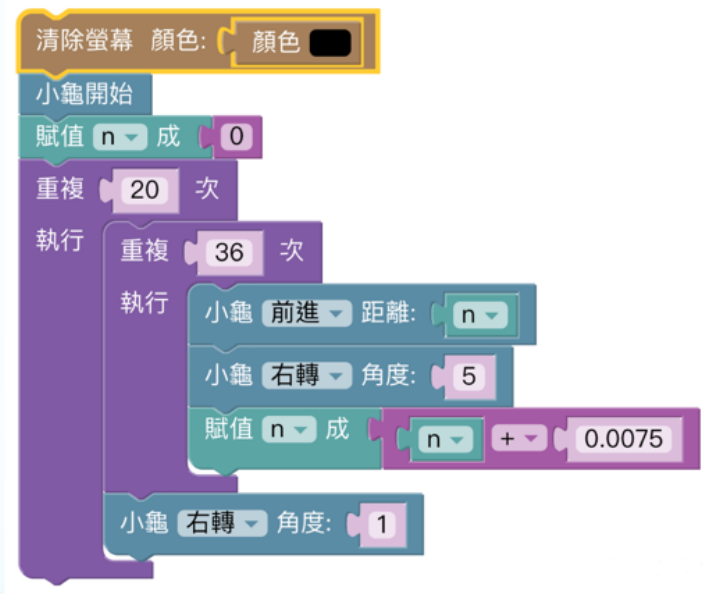 清除螢幕 顏色: 顏色
小龜開始
賦值 n 成 0
重複 20 次
執行
重複 36 次
執行
小龜 前進 距離: n
小龜 右轉 角度: 5
賦值 n 成 n + 0.0075
小龜 右轉 角度: 1